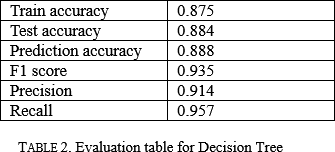 Train accuracy 0.875
Test accuracy 0.884
Prediction accuracy 0.888
F1 score 0.935
Precision 0.914
Recall 0.957
TABLE 2. Evaluation table for Decision Tree